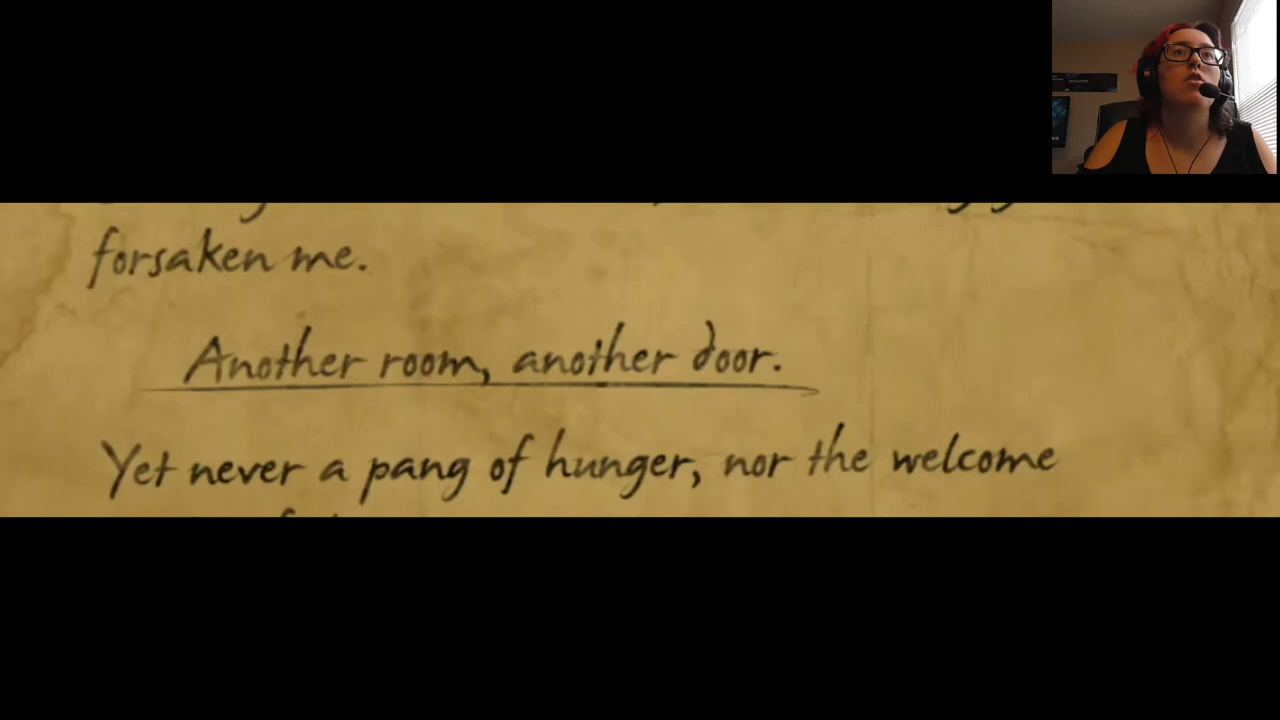 forsaken me.
Another room, another door.
Yet never a pang of hunger, nor the welcome